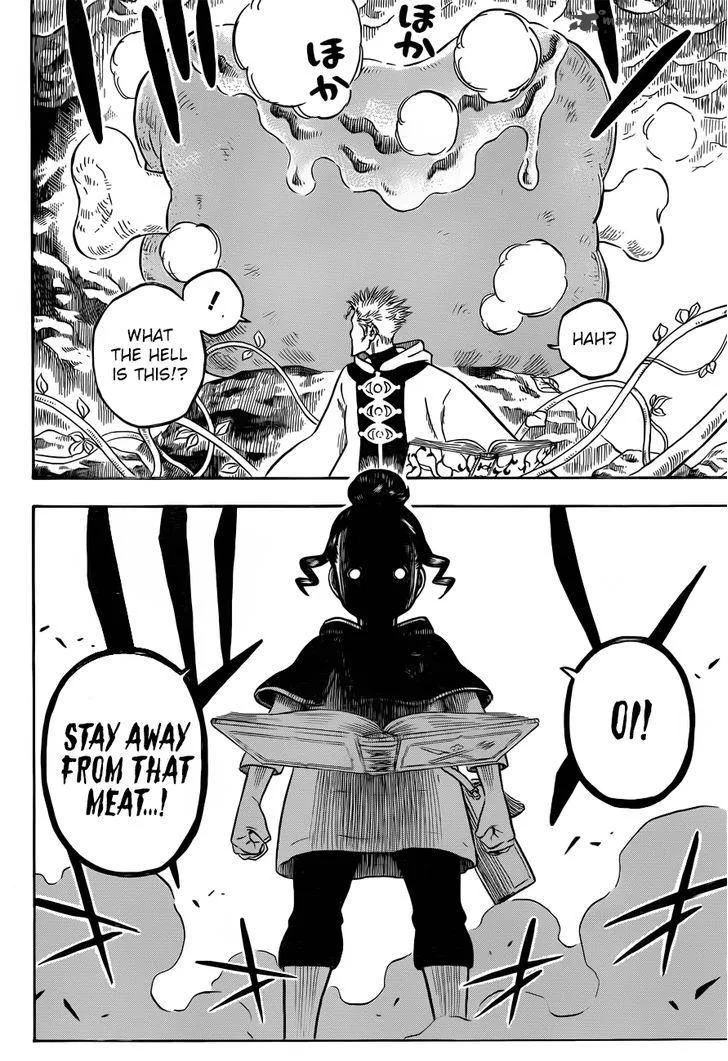 ほか
ほか
HAH?
!
WHAT
THE HELL
IS THIS!?
OI!
STAY AWAY
FROM THAT
MEAT...!